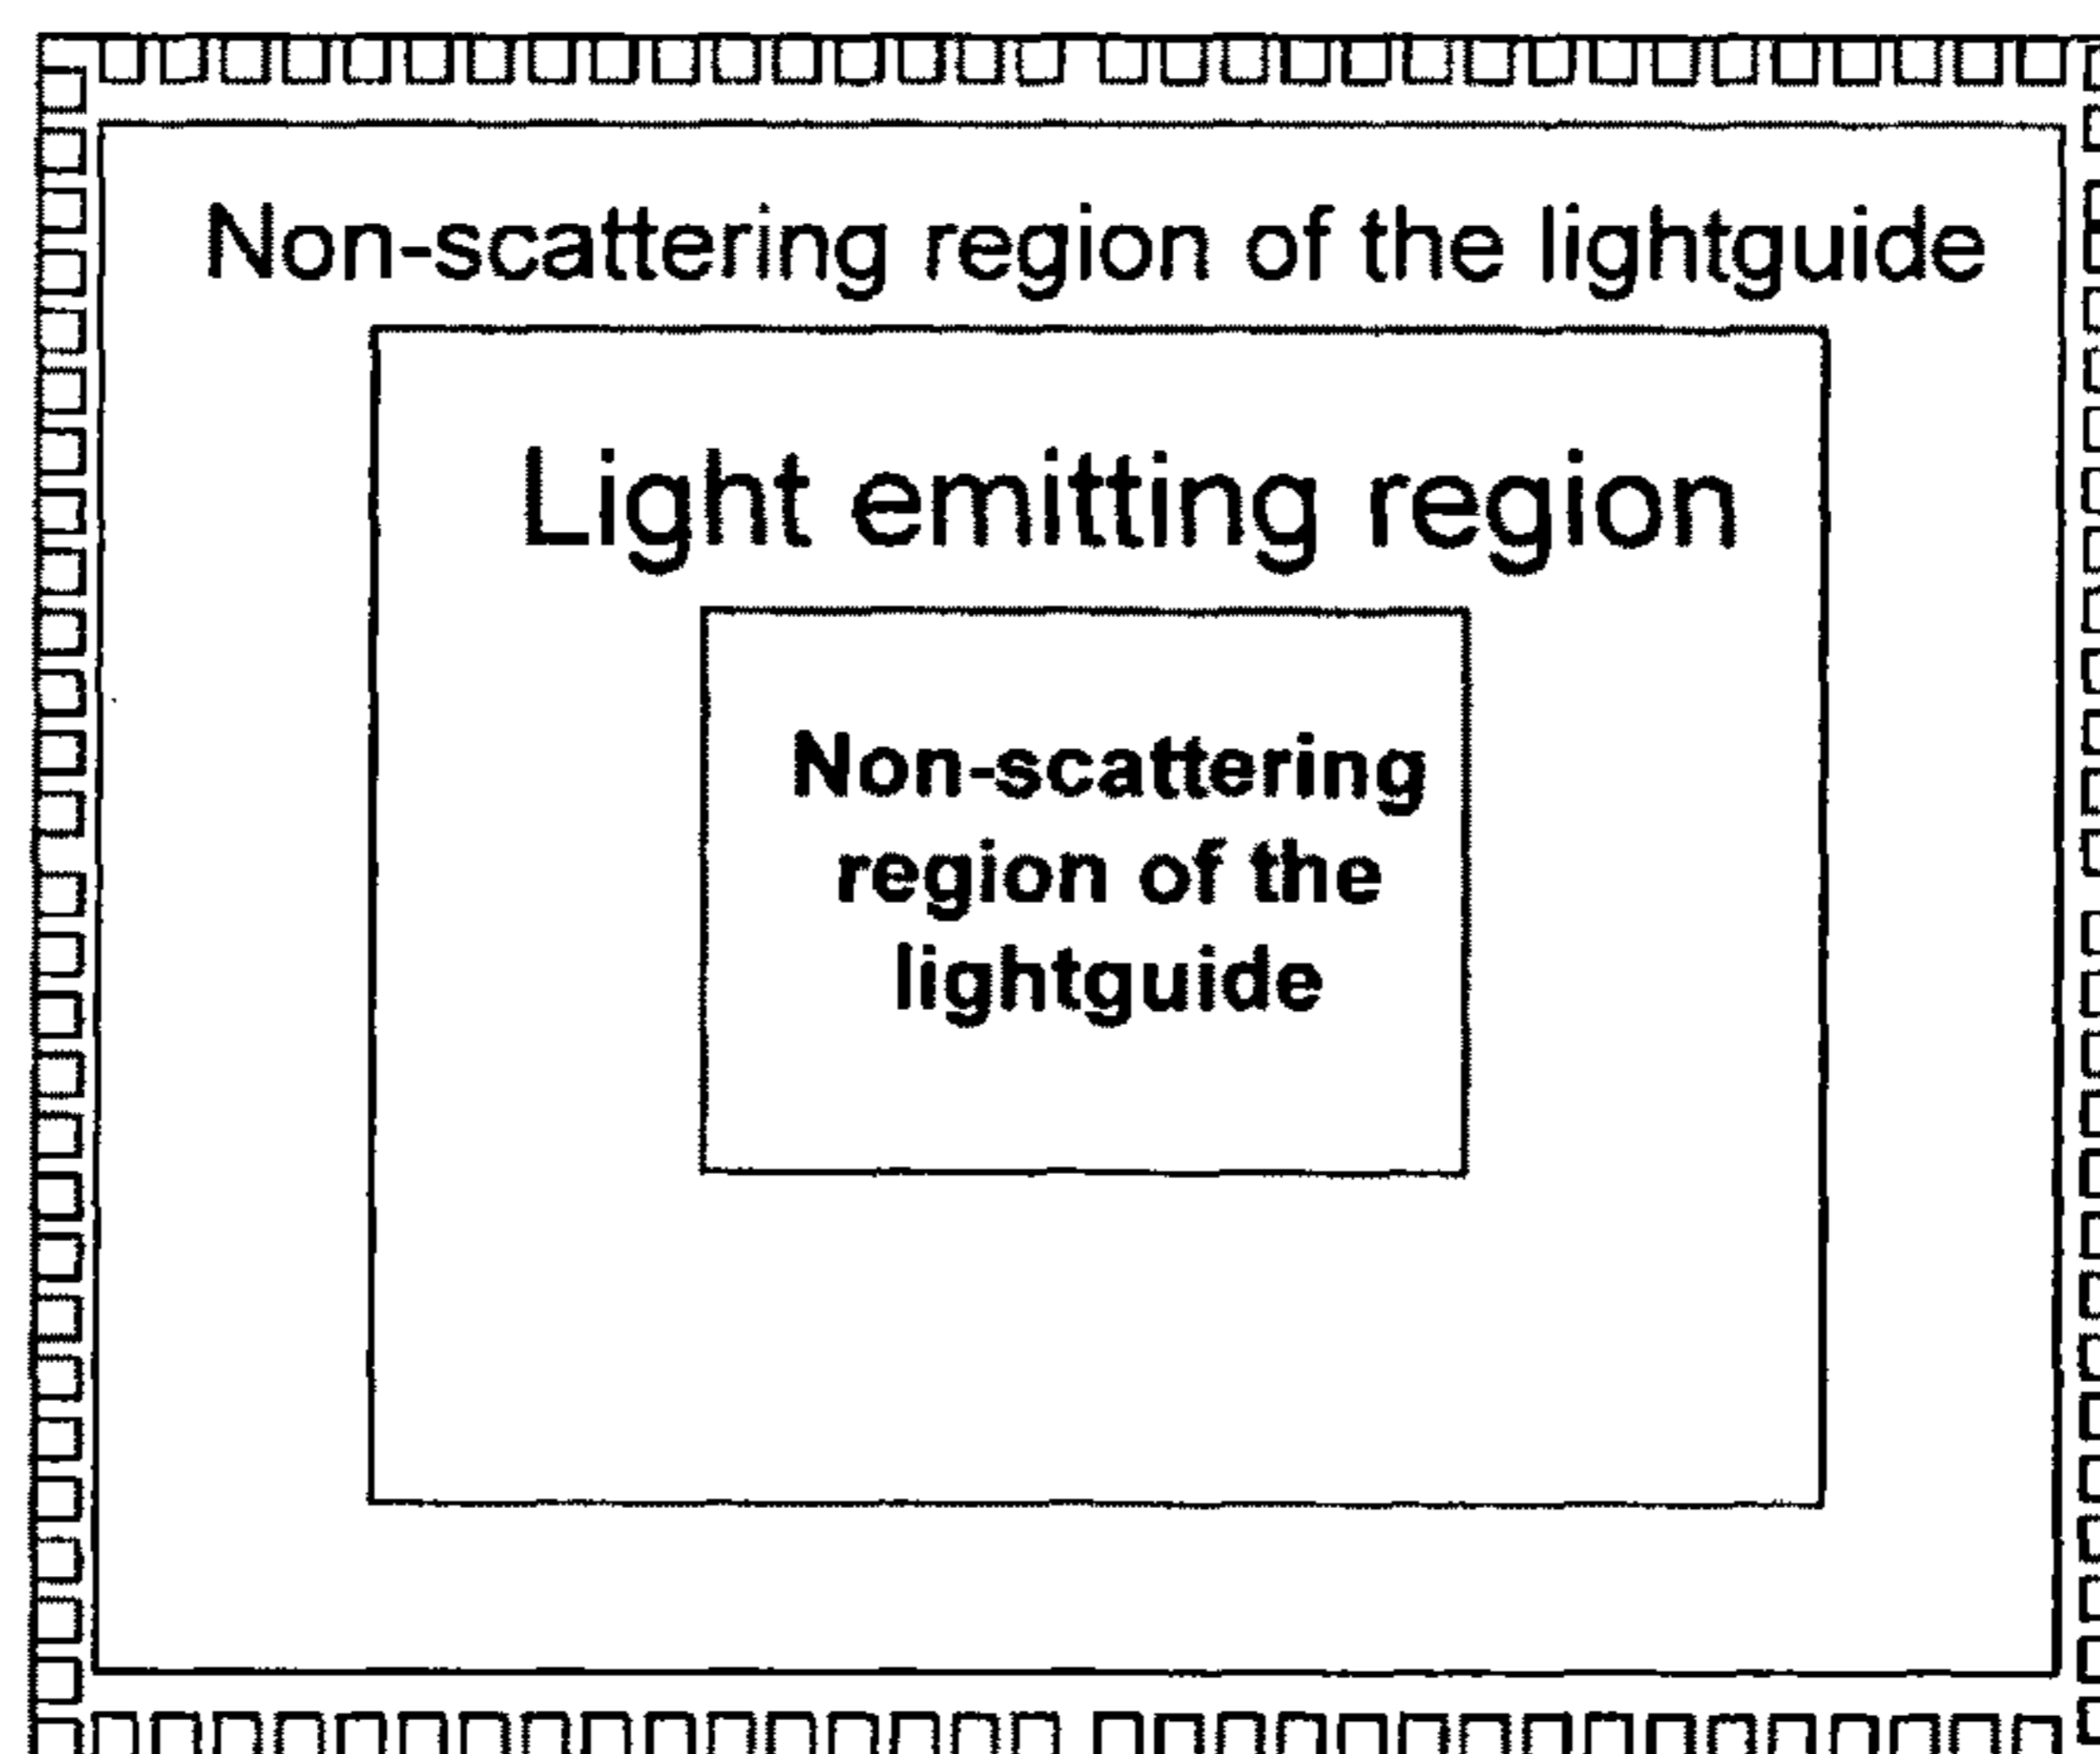 Non-scattering region of the lightguide
Light emitting region
Non-scattering
region of the
lightguide